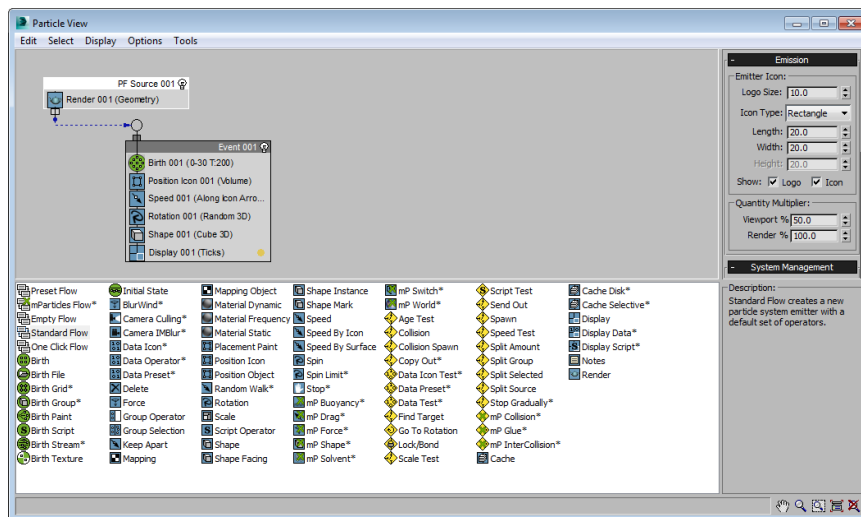 Particle View
Edit Select Display Options Tools
PF Source 001
Render 001 (Geometry)
Event 001
Birth 001 (0-30 T:200)
Position Icon 001 (Volume)
Speed 001 (Along Icon Arro...
Rotation 001 (Random 3D)
Shape 001 (Cube 3D)
Display 001 (Ticks)
- Emission
Emitter Icon:
Logo Size: 10.0
Icon Type: Rectangle
Length: 20.0
Width: 20.0
Height: 20.0
Show: Logo Icon
Quantity Multiplier:
Viewport % 50.0
Render % 100.0
- System Management
Preset Flow
mParticles Flow*
Empty Flow
Standard Flow
One Click Flow
Birth
Birth File
Birth Grid*
Birth Group*
Birth Paint
Birth Script
Birth Stream*
Birth Texture
Initial State
BlurWind*
Camera Culling*
Camera IMBlur*
Data Icon*
Data Operator*
Data Preset*
Delete
Force
Group Operator
Group Selection
Keep Apart
Mapping
Mapping Object
Material Dynamic
Material Frequency
Material Static
Placement Paint
Position Icon
Position Object
Random Walk*
Rotation
Scale
Script Operator
Shape
Shape Facing
Shape Instance
Shape Mark
Speed
Speed By Icon
Speed By Surface
Spin
Spin Limit*
Stop*
mP Buoyancy*
mP Drag*
mP Force*
mP Shape*
mP Solvent*
mP Switch*
mP World*
Age Test
Collision
Collision Spawn
Copy Out*
Data Icon Test*
Data Preset*
Data Test*
Find Target
Go To Rotation
Lock/Bond
Scale Test
Script Test
Send Out
Spawn
Speed Test
Split Amount
Split Group
Split Selected
Split Source
Stop Gradually*
mP Collision*
mP Glue*
mP InterCollision*
Cache
Cache Disk*
Cache Selective*
Display
Display Data*
Display Script*
Notes
Render
Description:
Standard Flow creates a new
particle system emitter with a
default set of operators.